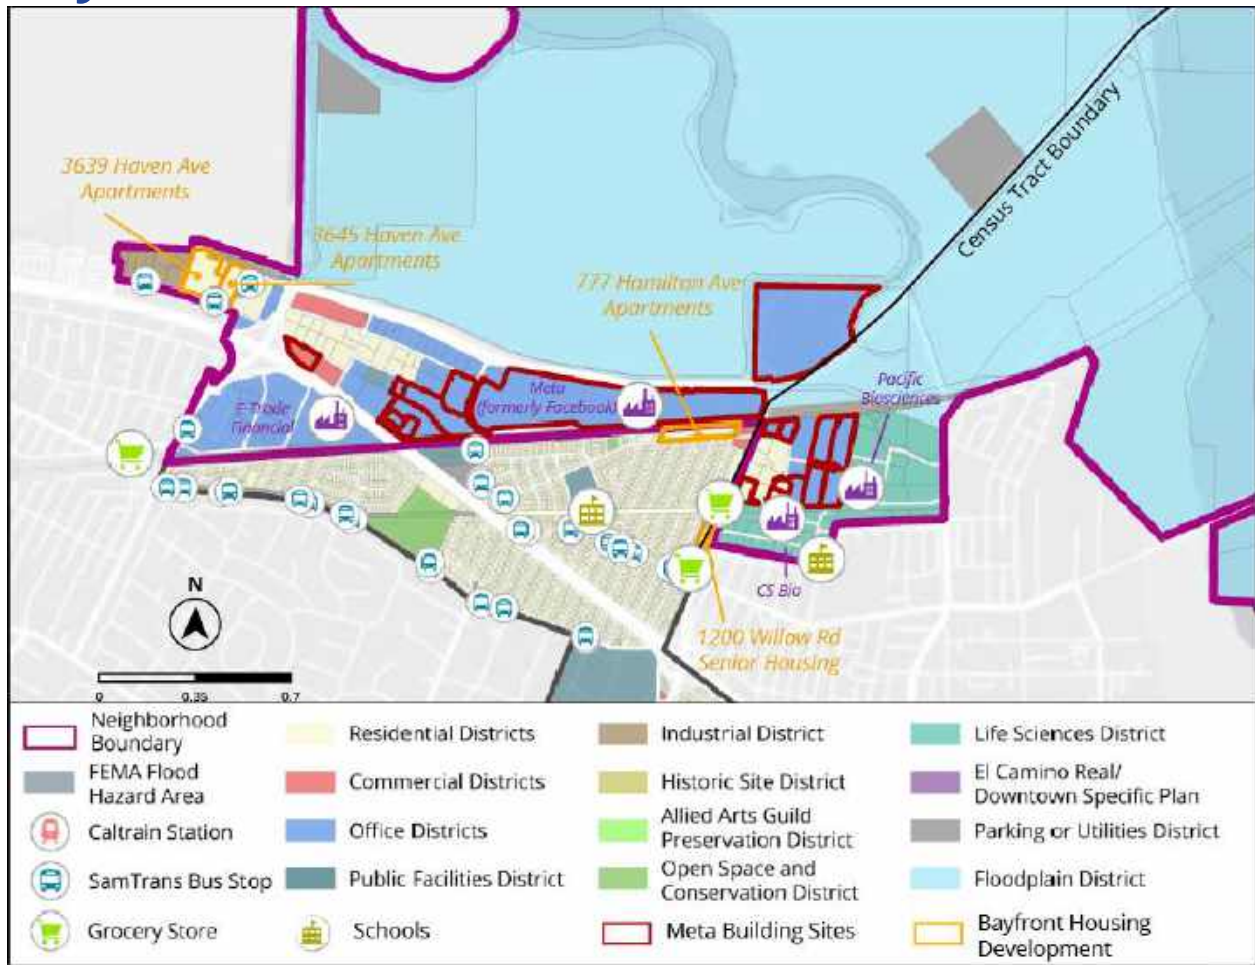 3639 Haven Ave
Apartments
3645 Haven Ave
Apartments
777 Hamilton Ave
Apartments
Census Tract Boundary
Pacific
Biosciences
Meta
(formerly Facebook)
E-Trade
Financial
CS Bio
1200 Willow Rd
Senior Housing
N
0
0.35
0.7
Neighborhood
Boundary
Residential Districts
Industrial District
Life Sciences District
FEMA Flood
Hazard Area
Commercial Districts
Historic Site District
El Camino Real/
Downtown Specific Plan
Caltrain Station
Office Districts
Allied Arts Guild
Preservation District
Parking or Utilities District
SamTrans Bus Stop
Public Facilities District
Open Space and
Conservation District
Floodplain District
Grocery Store
Schools
Meta Building Sites
Bayfront Housing
Development